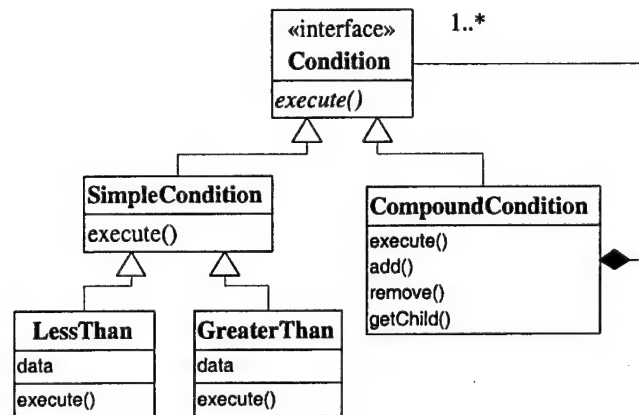 «interface»
Condition
execute()
1..*
SimpleCondition
execute()
CompoundCondition
execute()
add()
remove()
getChild()
LessThan
data
execute()
GreaterThan
data
execute()